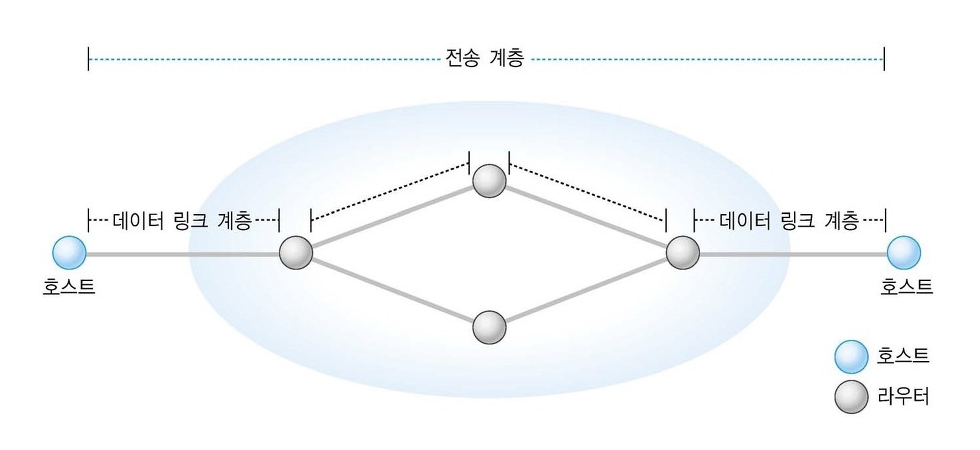 전송 계층
데이터 링크 계층
데이터 링크 계층
호스트
호스트
호스트
라우터